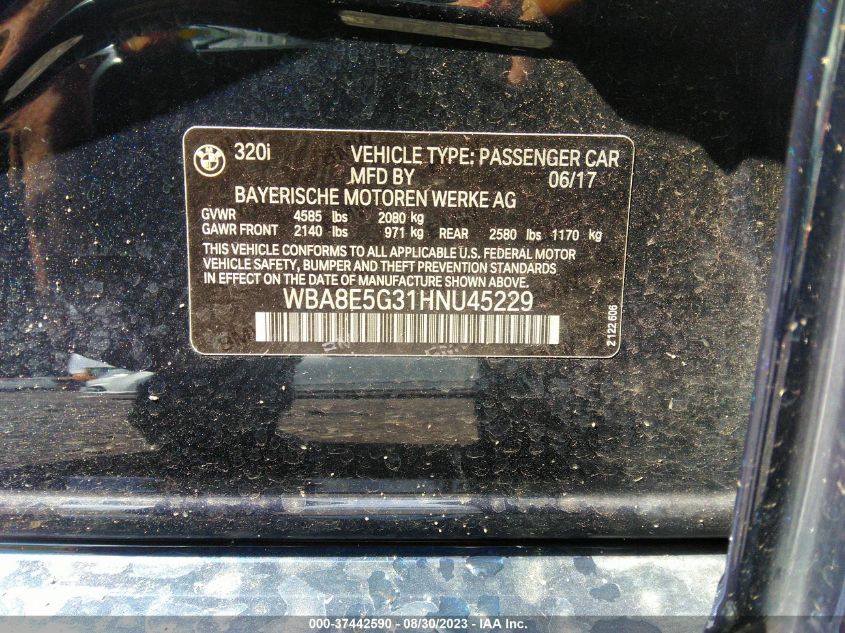 320i VEHICLE TYPE: PASSENGER CAR
MFD BY 06/17
BAYERISCHE MOTOREN WERKE AG
GVWR 4585 lbs 2080 kg
GAWR FRONT 2140 lbs 971 kg REAR 2580 lbs 1170 kg
THIS VEHICLE CONFORMS TO ALL APPLICABLE U.S. FEDERAL MOTOR
VEHICLE SAFETY, BUMPER AND THEFT PREVENTION STANDARDS
IN EFFECT ON THE DATE OF MANUFACTURE SHOWN ABOVE.
WBA8E5G31HNU45229
2122 606
000-37442590 - 08/30/2023 - IAA Inc.